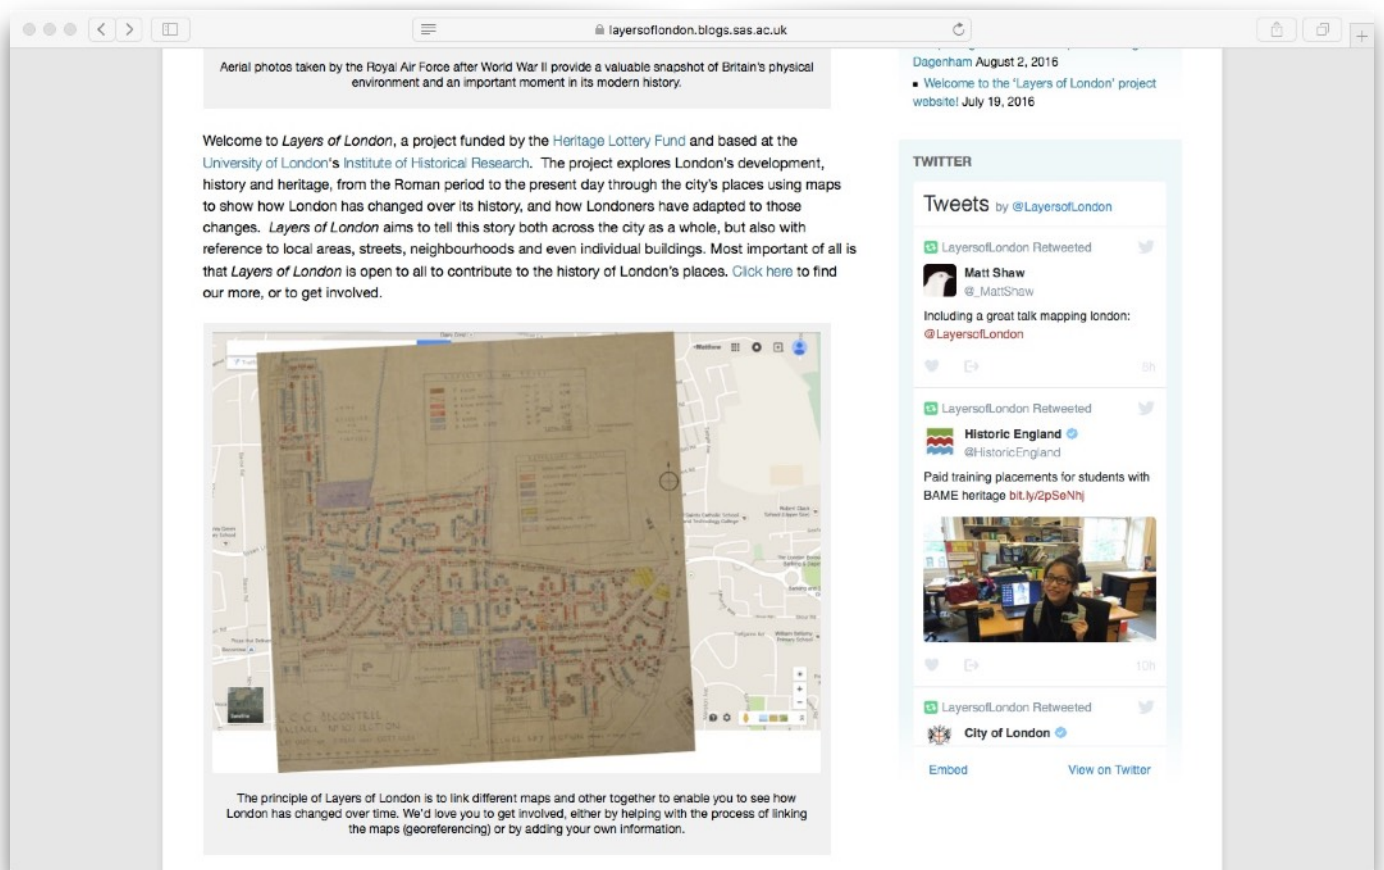 layersoflondon.blogs.sas.ac.uk
Aerial photos taken by the Royal Air Force after World War II provide a valuable snapshot of Britain's physical
environment and an important moment in its modern history.
Welcome to Layers of London, a project funded by the Heritage Lottery Fund and based at the
University of London's Institute of Historical Research. The project explores London's development,
history and heritage, from the Roman period to the present day through the city's places using maps
to show how London has changed over its history, and how Londoners have adapted to those
changes. Layers of London aims to tell this story both across the city as a whole, but also with
reference to local areas, streets, neighbourhoods and even individual buildings. Most important of all is
that Layers of London is open to all to contribute to the history of London's places. Click here to find
our more, or to get involved.
Matthew
Satellite
The principle of Layers of London is to link different maps and other together to enable you to see how
London has changed over time. We'd love you to get involved, either by helping with the process of linking
the maps (georeferencing) or by adding your own information.
Dagenham August 2, 2016
Welcome to the 'Layers of London' project
website! July 19, 2016
TWITTER
Tweets by @LayersofLondon
LayersofLondon Retweeted
Matt Shaw
@_MattShaw
Including a great talk mapping london:
@LayersofLondon
8h
LayersofLondon Retweeted
Historic England
@HistoricEngland
Paid training placements for students with
BAME heritage bit.ly/2pSeNhj
10h
LayersofLondon Retweeted
City of London
Embed
View on Twitter